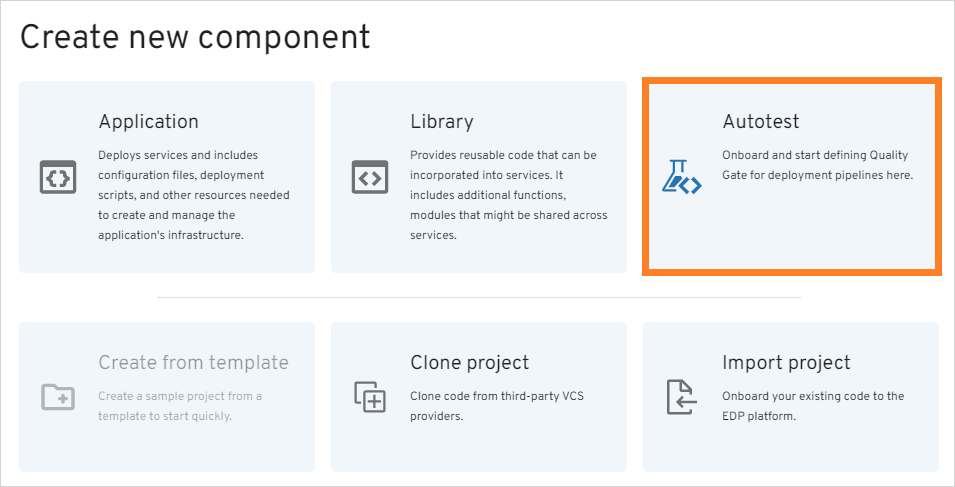 Create new component
Application
Deploys services and includes
configuration files, deployment
scripts, and other resources needed
to create and manage the
application's infrastructure.
Library
Provides reusable code that can be
incorporated into services. It
includes additional functions,
modules that might be shared across
services.
Autotest
Onboard and start defining Quality
Gate for deployment pipelines here.
Create from template
Create a sample project from a
template to start quickly.
Clone project
Clone code from third-party VCS
providers.
Import project
Onboard your existing code to the
EDP platform.